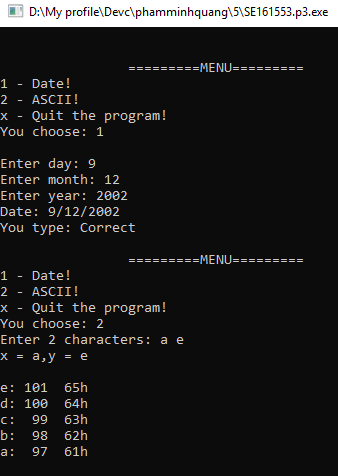 D:\My profile\Devc\phamminhquang\5\SE161553.p3.exe
=========MENU=========
1 - Date!
2 - ASCII!
x - Quit the program!
You choose: 1
Enter day: 9
Enter month: 12
Enter year: 2002
Date: 9/12/2002
You type: Correct
=========MENU=========
1 - Date!
2 - ASCII!
x - Quit the program!
You choose: 2
Enter 2 characters: a e
x = a,y = e
e: 101  65h
d: 100  64h
c:  99  63h
b:  98  62h
a:  97  61h